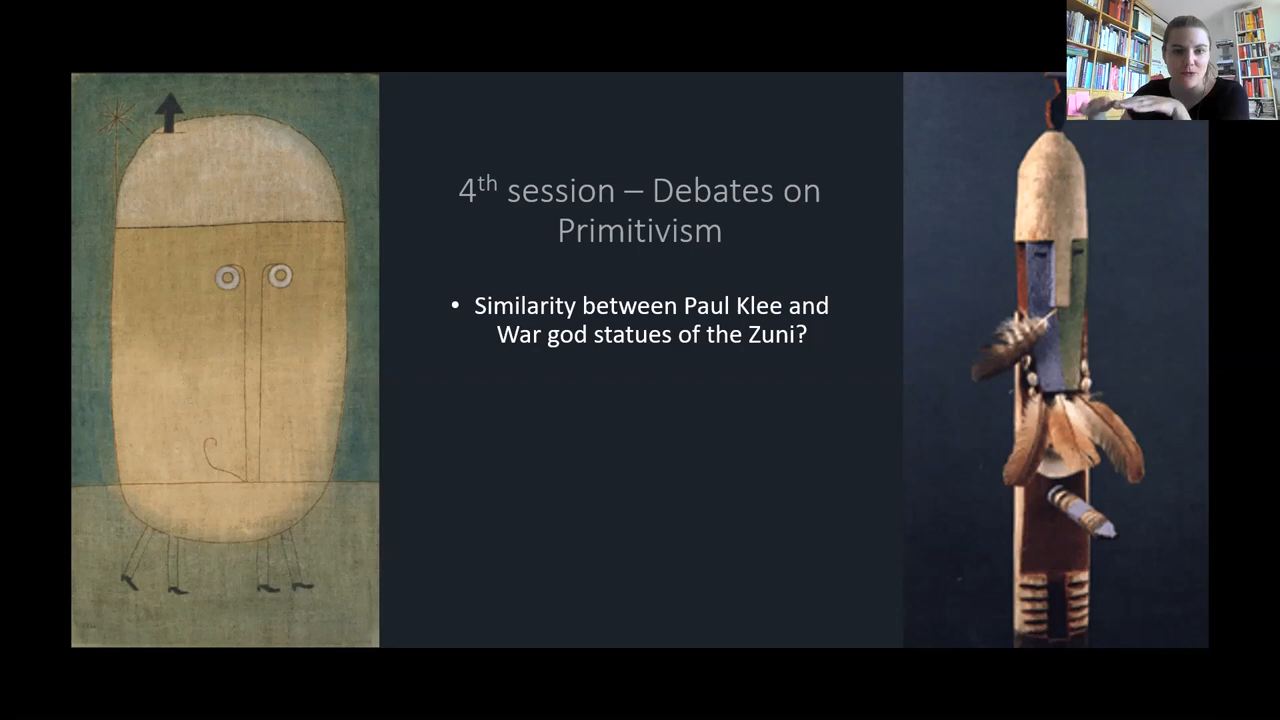 4th session – Debates on
Primitivism
• Similarity between Paul Klee and
War god statues of the Zuni?